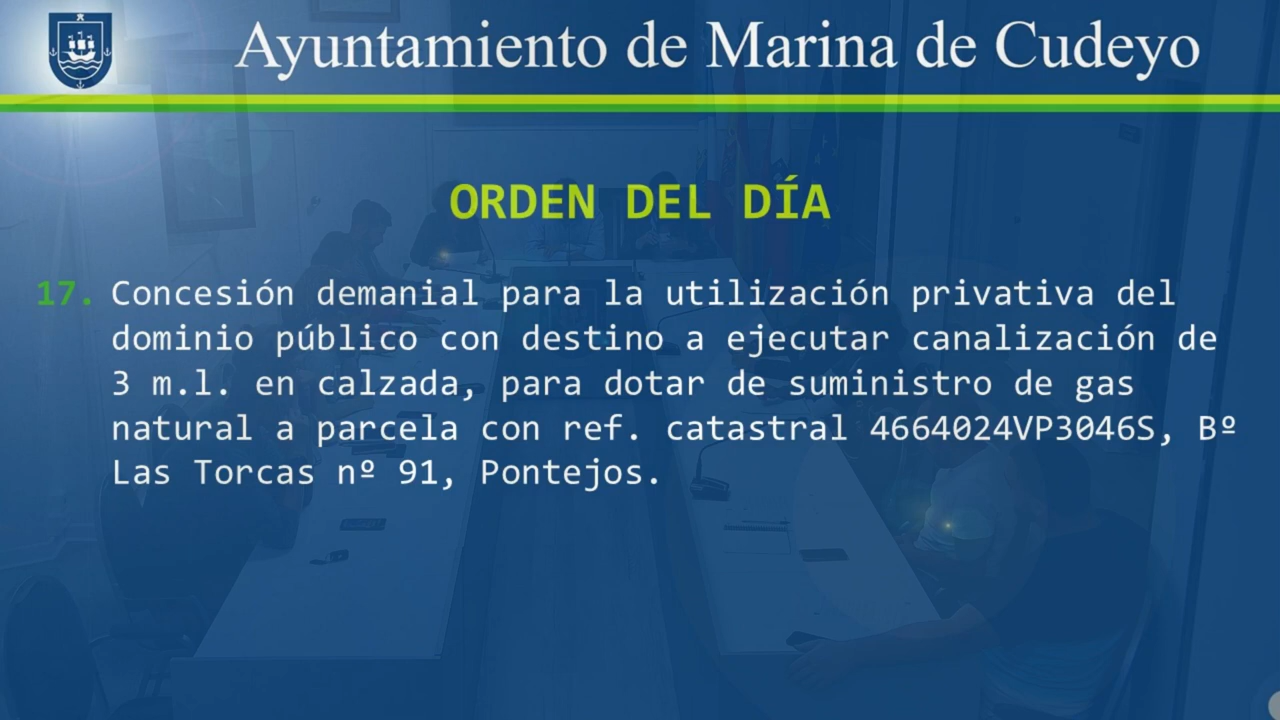 Ayuntamiento de Marina de Cudeyo
ORDEN DEL DÍA
17. Concesión demanial para la utilización privativa del
dominio público con destino a ejecutar canalización de
3 m.l. en calzada, para dotar de suministro de gas
natural a parcela con ref. catastral 4664024VP3046S, Bº
Las Torcas nº 91, Pontejos.